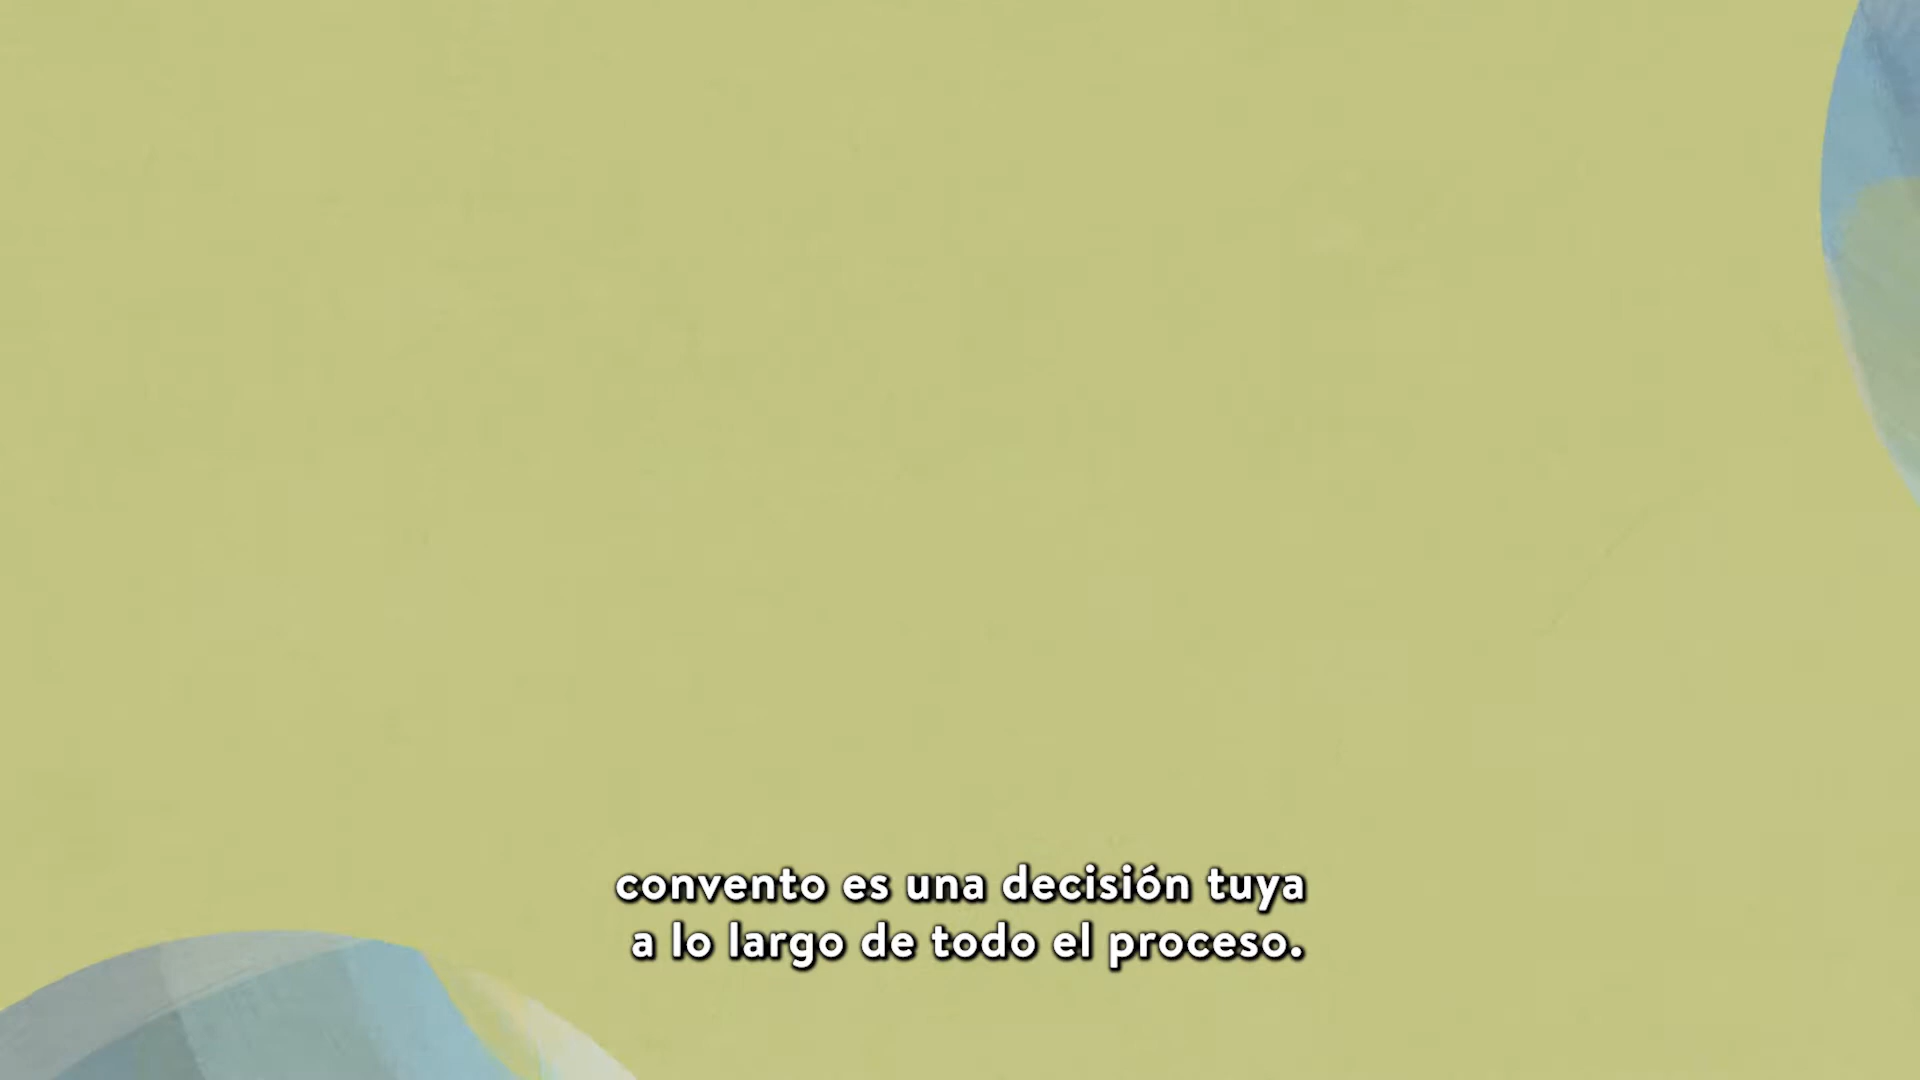 convento es una decisión tuya
a lo largo de todo el proceso.